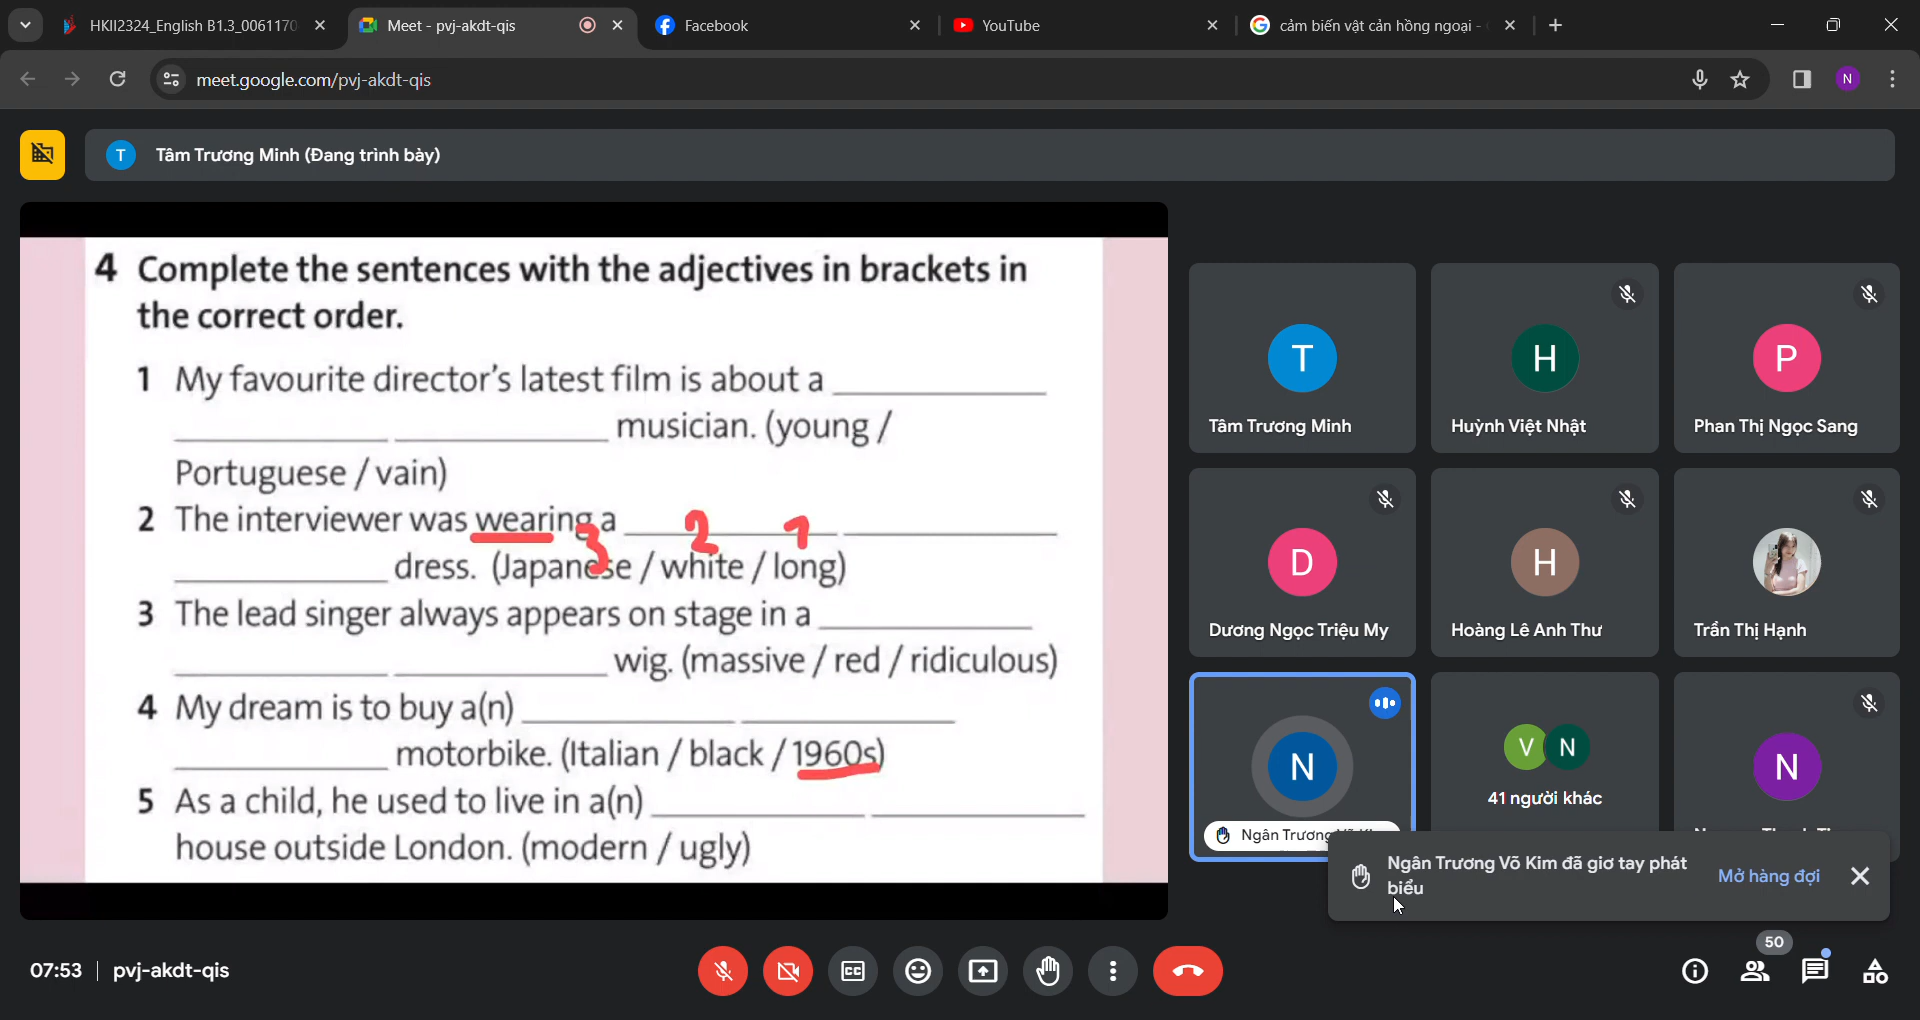 HKII2324_English B1.3_0061170
Meet - pvj-akdt-qis
Facebook
YouTube
cảm biến vật cản hồng ngoại -
meet.google.com/pvj-akdt-qis
N
T
Tâm Trương Minh (Đang trình bày)
4 Complete the sentences with the adjectives in brackets in
the correct order.
1 My favourite director's latest film is about a
musician. (young /
Portuguese / vain)
2 The interviewer was wearing a
3 2 1
dress. (Japanese / white / long)
3 The lead singer always appears on stage in a
wig. (massive / red / ridiculous)
4 My dream is to buy a(n)
motorbike. (Italian / black / 1960s)
5 As a child, he used to live in a(n)
house outside London. (modern / ugly)
T
Tâm Trương Minh
H
Huỳnh Việt Nhật
P
Phan Thị Ngọc Sang
D
Dương Ngọc Triệu My
H
Hoàng Lê Anh Thư
Trần Thị Hạnh
N
Ngân Trương
V N
41 người khác
N
Ngân Trương Võ Kim đã giơ tay phát
biểu
Mở hàng đợi
07:53
pvj-akdt-qis
50